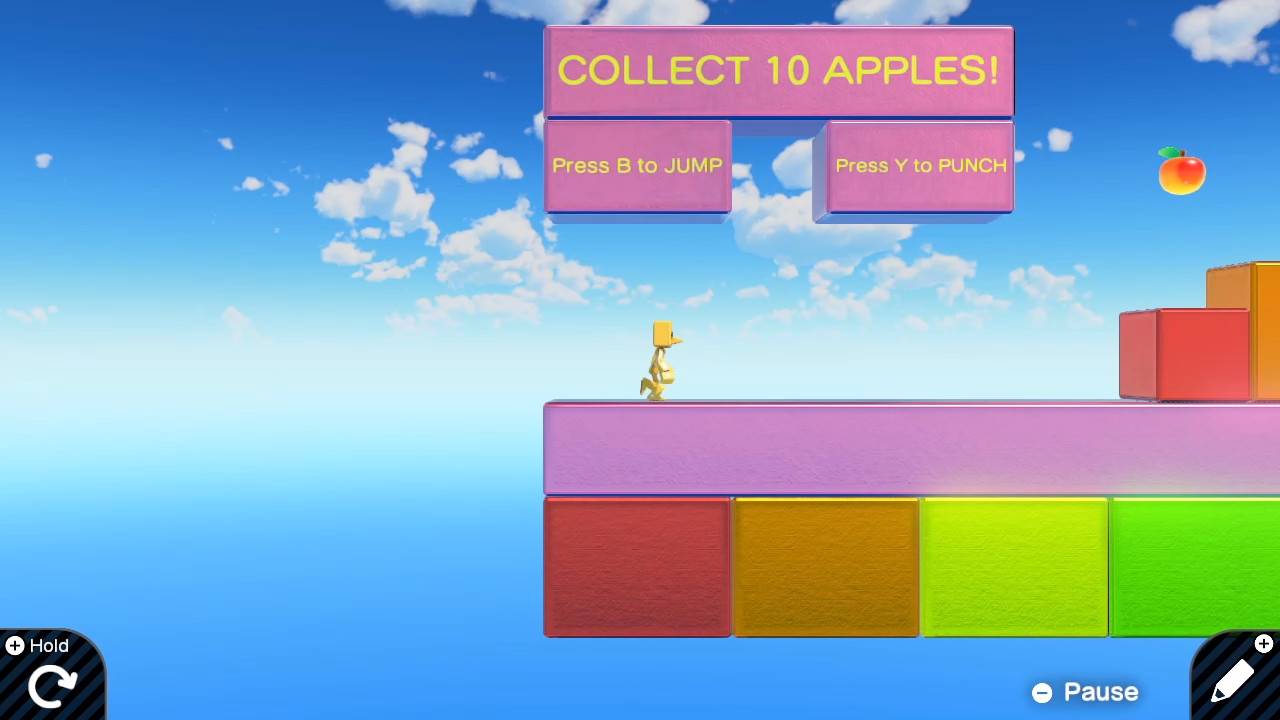 COLLECT 10 APPLES!
Press B to JUMP
Press Y to PUNCH
Hold
Pause